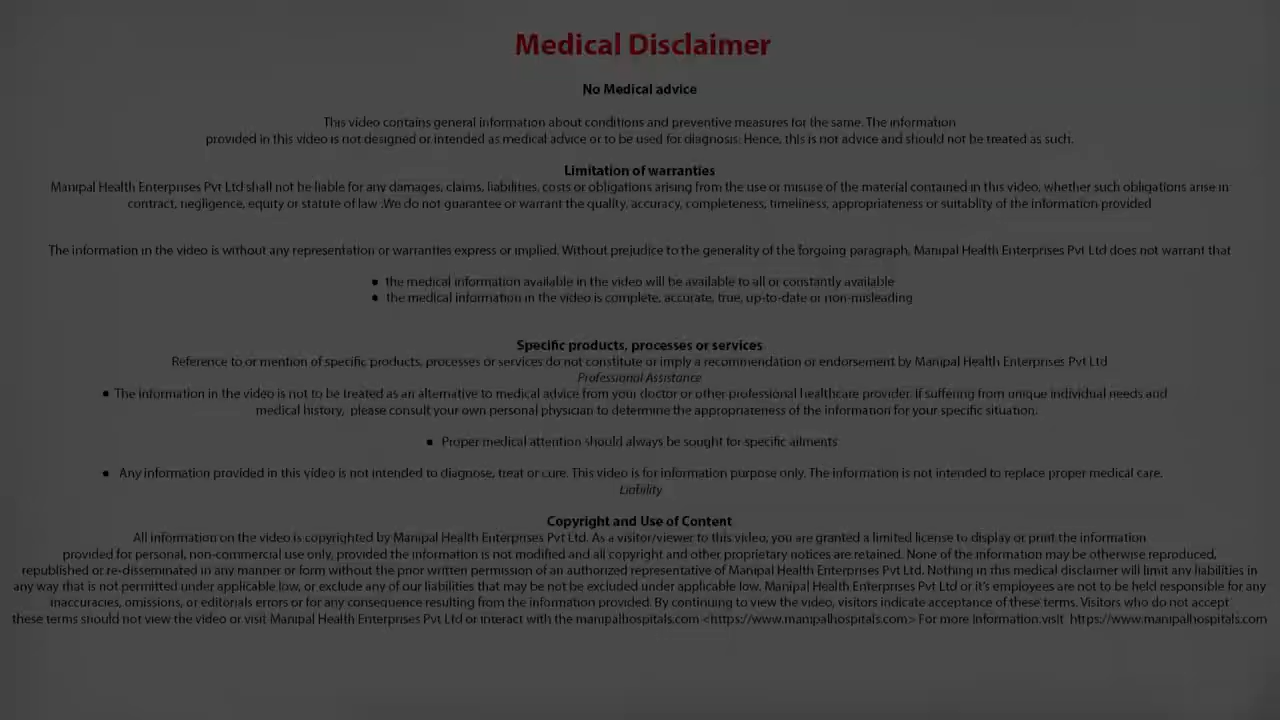 Medical Disclaimer
No Medical advice
This video contains general information about conditions and preventive measures for the same. The information
provided in this video is not designed or intended as medical advice or to be used for diagnosis. Hence, this is not advice and should not be treated as such.
Limitation of warranties
Manipal Health Enterprises Pvt Ltd shall not be liable for any damages, claims, liabilities, costs or obligations arising from the use or misuse of the material contained in this video, whether such obligations arise in
contract, negligence, equity or statute of law .We do not guarantee or warrant the quality, accuracy, completeness, timeliness, appropriateness or suitablity of the information provided
The information in the video is without any representation or warranties express or implied. Without prejudice to the generality of the forgoing paragraph, Manipal Health Enterprises Pvt Ltd does not warrant that
● the medical information available in the video will be available to all or constantly available
● the medical information in the video is complete, accurate, true, up-to-date or non-misleading
Specific products, processes or services
Reference to or mention of specific products, processes or services do not constitute or imply a recommendation or endorsement by Manipal Health Enterprises Pvt Ltd
Professional Assistance
● The information in the video is not to be treated as an alternative to medical advice from your doctor or other professional healthcare provider. If suffering from unique individual needs and
medical history, please consult your own personal physician to determine the appropriateness of the information for your specific situation.
▪ Proper medical attention should always be sought for specific ailments
● Any information provided in this video is not intended to diagnose, treat or cure. This video is for information purpose only. The information is not intended to replace proper medical care.
Liability
Copyright and Use of Content
All information on the video is copyrighted by Manipal Health Enterprises Pvt Ltd. As a visitor/viewer to this video, you are granted a limited license to display or print the information
provided for personal, non-commercial use only, provided the information is not modified and all copyright and other proprietary notices are retained. None of the information may be otherwise reproduced,
republished or re-disseminated in any manner or form without the prior written permission of an authorized representative of Manipal Health Enterprises Pvt Ltd. Nothing in this medical disclaimer will limit any liabilities in
any way that is not permitted under applicable low, or exclude any of our liabilities that may be not be excluded under applicable low. Manipal Health Enterprises Pvt Ltd or it's employees are not to be held responsible for any
inaccuracies, omissions, or editorials errors or for any consequence resulting from the information provided. By continuing to view the video, visitors indicate acceptance of these terms. Visitors who do not accept
these terms should not view the video or visit Manipal Health Enterprises Pvt Ltd or interact with the manipalhospitals.com <https://www.manipalhospitals.com> For more information.visit https://www.manipalhospitals.com